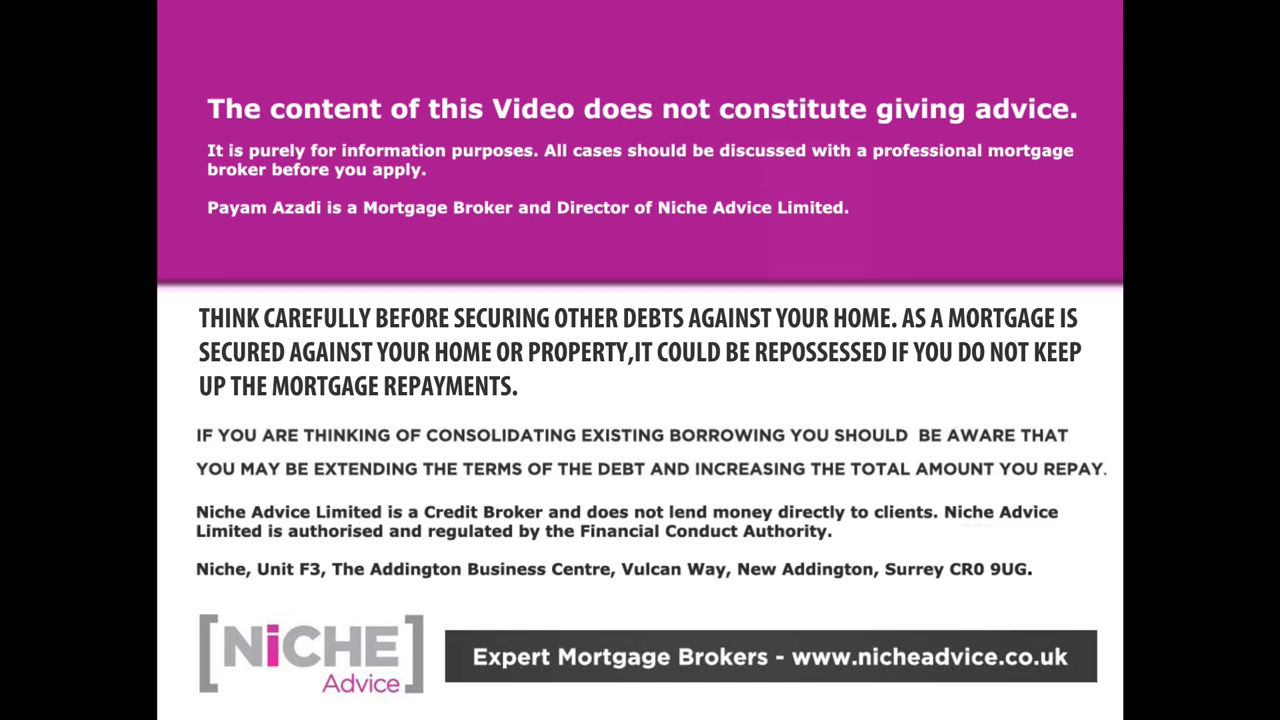 The content of this Video does not constitute giving advice.
It is purely for information purposes. All cases should be discussed with a professional mortgage
broker before you apply.
Payam Azadi is a Mortgage Broker and Director of Niche Advice Limited.
THINK CAREFULLY BEFORE SECURING OTHER DEBTS AGAINST YOUR HOME. AS A MORTGAGE IS
SECURED AGAINST YOUR HOME OR PROPERTY,IT COULD BE REPOSSESSED IF YOU DO NOT KEEP
UP THE MORTGAGE REPAYMENTS.
IF YOU ARE THINKING OF CONSOLIDATING EXISTING BORROWING YOU SHOULD BE AWARE THAT
YOU MAY BE EXTENDING THE TERMS OF THE DEBT AND INCREASING THE TOTAL AMOUNT YOU REPAY.
Niche Advice Limited is a Credit Broker and does not lend money directly to clients. Niche Advice
Limited is authorised and regulated by the Financial Conduct Authority.
Niche, Unit F3, The Addington Business Centre, Vulcan Way, New Addington, Surrey CR0 9UG.
[NiCHE
Advice]
Expert Mortgage Brokers - www.nicheadvice.co.uk